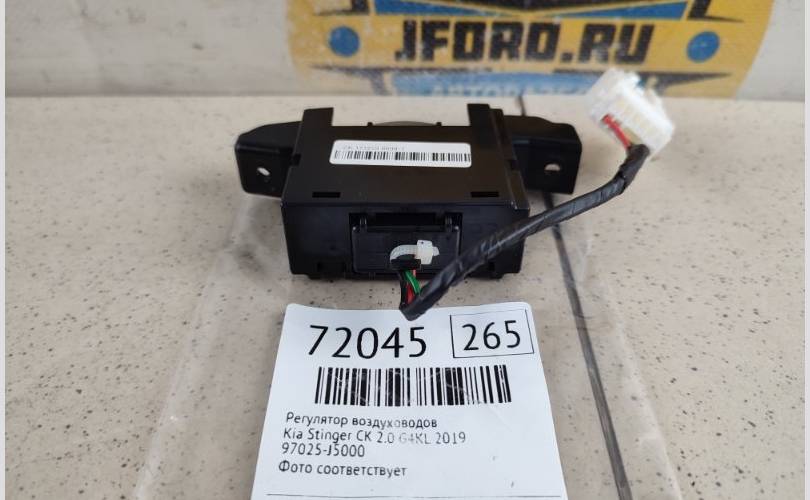 JFORD.RU
72045 265
Регулятор воздуховодов
Kia Stinger CK 2.0 G4KL 2019
97025-J5000
Фото соответствует